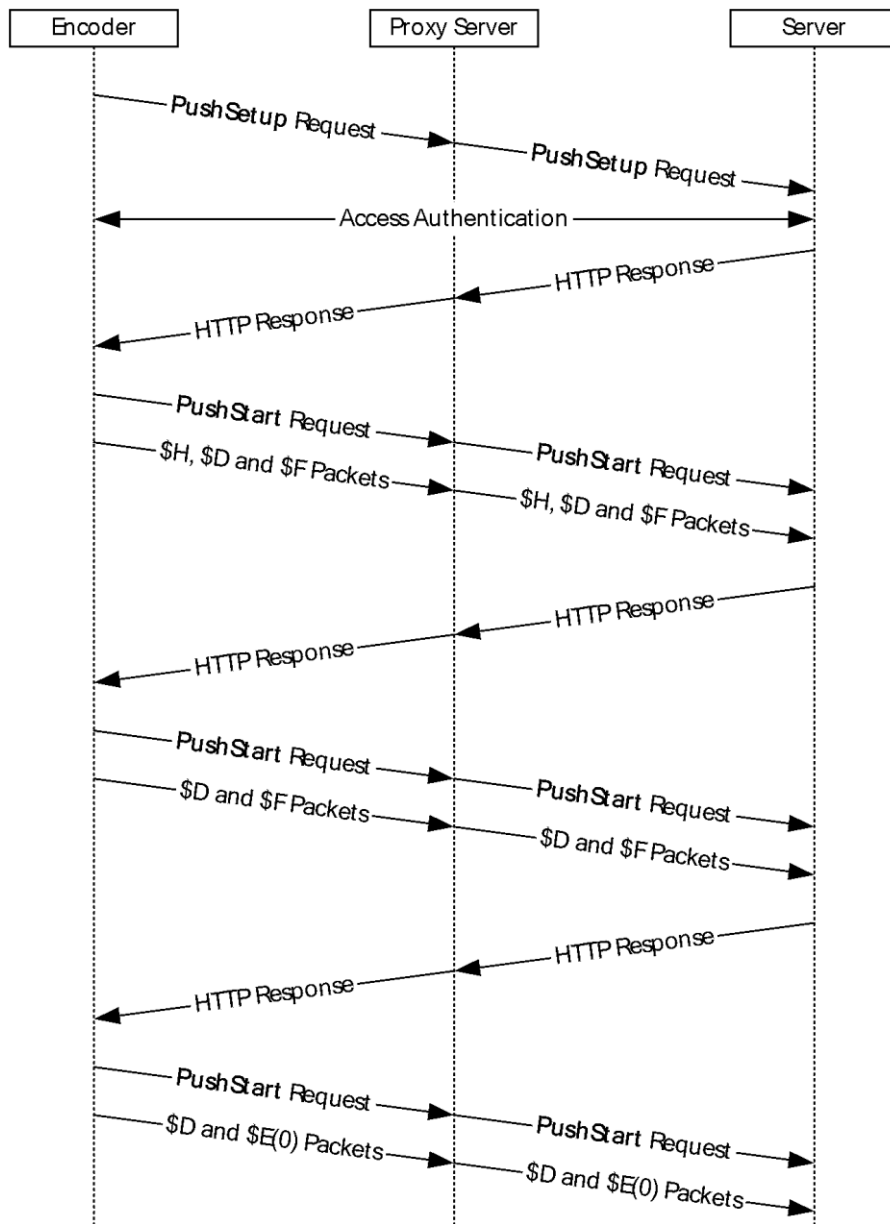 Encoder
Proxy Server
Server
PushSetup Request
PushSetup Request
Access Authentication
HTTP Response
HTTP Response
PushStart Request
PushStart Request
$H, $D and $F Packets
$H, $D and $F Packets
HTTP Response
HTTP Response
PushStart Request
PushStart Request
$D and $F Packets
$D and $F Packets
HTTP Response
HTTP Response
PushStart Request
PushStart Request
$D and $E(0) Packets
$D and $E(0) Packets